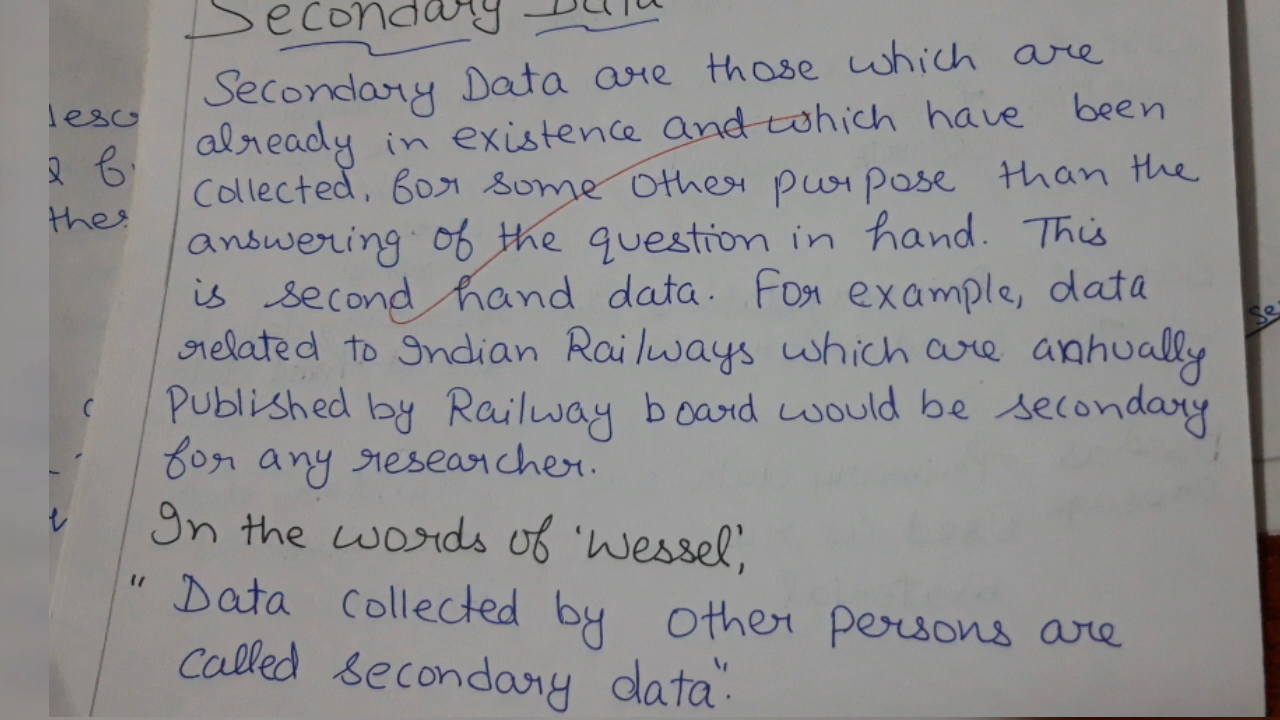 Secondary Data
Secondary Data are those which are
already in existence and which have been
collected, for some other purpose than the
answering of the question in hand. This
is second hand data. For example, data
related to Indian Railways which are annually
published by Railway board would be secondary
for any researcher.
In the words of 'Wessel',
" Data collected by other persons are
called secondary data".